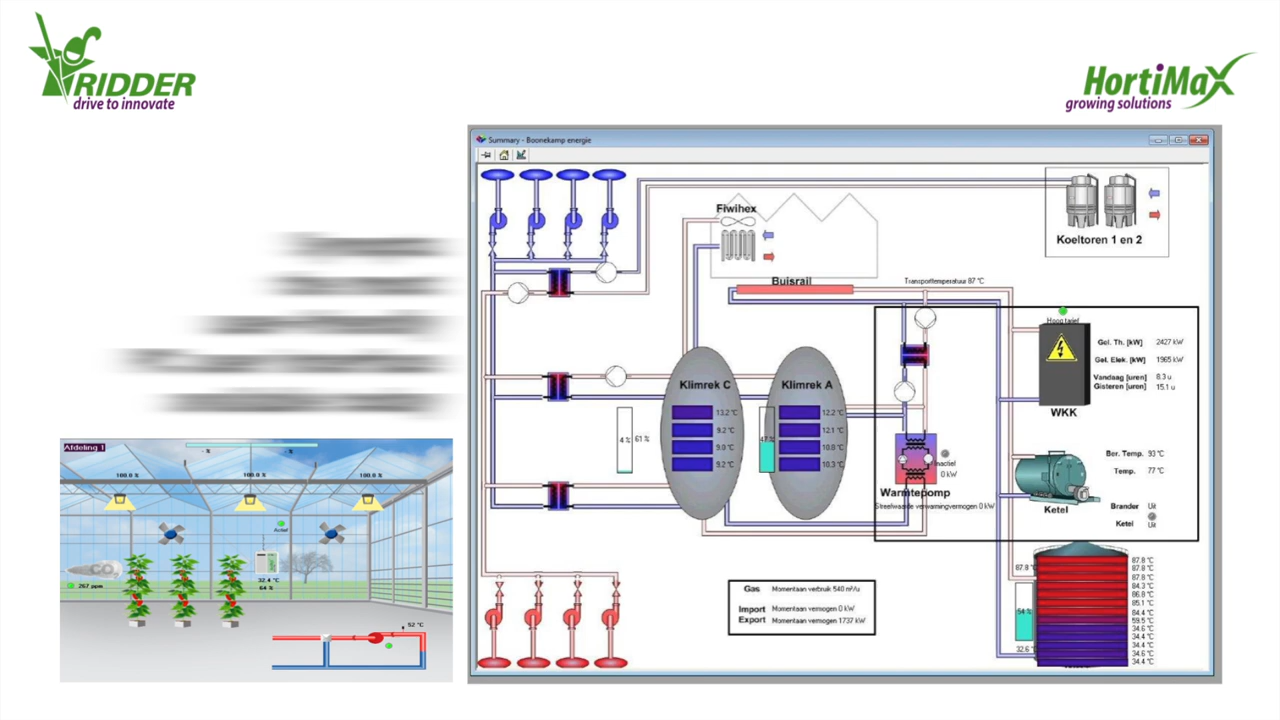 RIDDER
drive to innovate
HortiMaX
growing solutions
Summary - Boonekamp energie
Fiwihex
Koeltoren 1 en 2
Buisrail
Transporttemperatuur 87 °C
Hoog tarief
Gel. Th. [kW] 2427 kW
Gel. Elek. [kW] 1965 kW
Vandaag [uren] 8.3 u
Gisteren [uren] 15.1 u
WKK
Klimrek C
13.2 °C
9.2 °C
9.0 °C
9.2 °C
4 % 61 %
Klimrek A
12.2 °C
12.1 °C
10.8 °C
10.3 °C
47 %
Inactief
0 kW
Warmtepomp
Streefwaarde verwarmingvermogen 0 kW
Ber. Temp. 93 °C
Temp. 77 °C
Ketel
Brander Uit
Ketel Uit
Gas Momentaan verbruik 540 m³/u
Import Momentaan vermogen 0 kW
Export Momentaan vermogen 1737 kW
87.8 °C
54 %
32.6 °C
87.8 °C
87.8 °C
87.8 °C
84.3 °C
86.8 °C
85.1 °C
84.4 °C
59.5 °C
34.6 °C
34.4 °C
34.4 °C
34.6 °C
34.4 °C
Afdeling 1
- %
- %
100.0 %
100.0 %
100.0 %
Actief
CO2
267 ppm
32.4 °C
64 %
52 °C